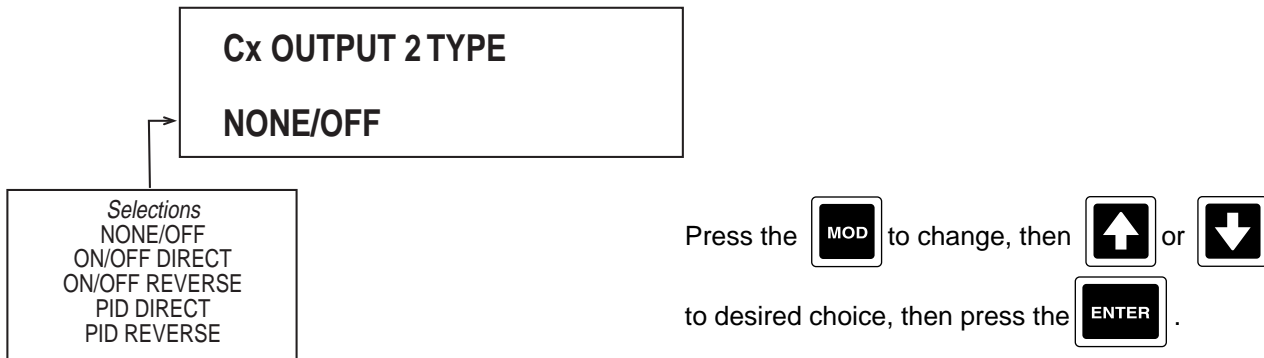 Cx OUTPUT 2 TYPE
NONE/OFF
Selections
NONE/OFF
ON/OFF DIRECT
ON/OFF REVERSE
PID DIRECT
PID REVERSE
Press the MOD to change, then or
to desired choice, then press the ENTER .